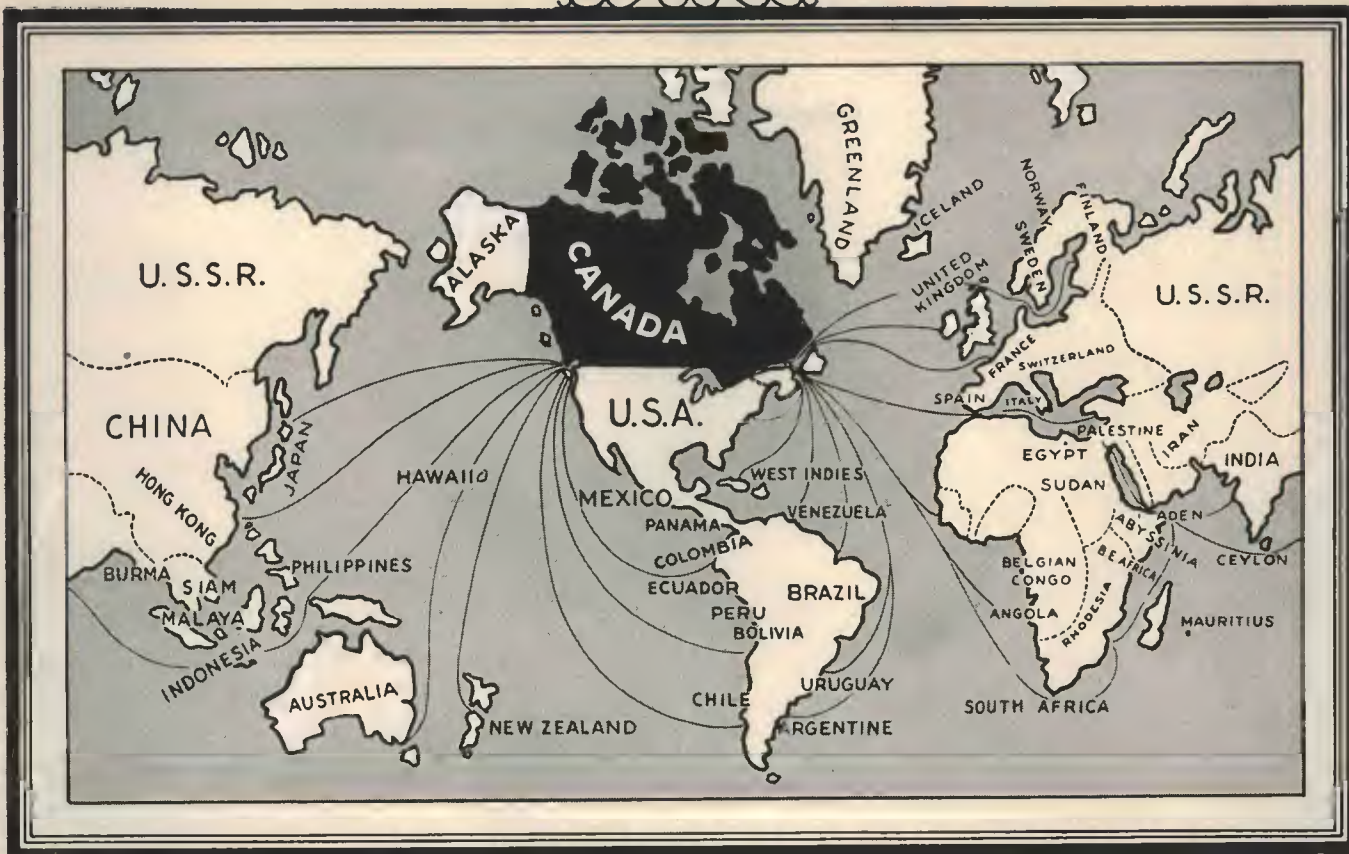 GREENLAND
ICELAND
NORWAY
SWEDEN
FINLAND
UNITED
KINGDOM
U.S.S.R.
ALASKA
CANADA
U.S.S.R.
FRANCE
SWITZERLAND
SPAIN
ITALY
CHINA
JAPAN
U.S.A.
PALESTINE
IRAN
EGYPT
INDIA
HONG KONG
HAWAII
MEXICO
WEST INDIES
SUDAN
PANAMA
VENEZUELA
ADEN
ABYSSINIA
COLOMBIA
BURMA
SIAM
PHILIPPINES
BELGIAN
CONGO
B E AFRICA
CEYLON
ECUADOR
BRAZIL
MALAYA
PERU
ANGOLA
RHODESIA
MAURITIUS
BOLIVIA
INDONESIA
AUSTRALIA
CHILE
URUGUAY
SOUTH AFRICA
NEW ZEALAND
ARGENTINE